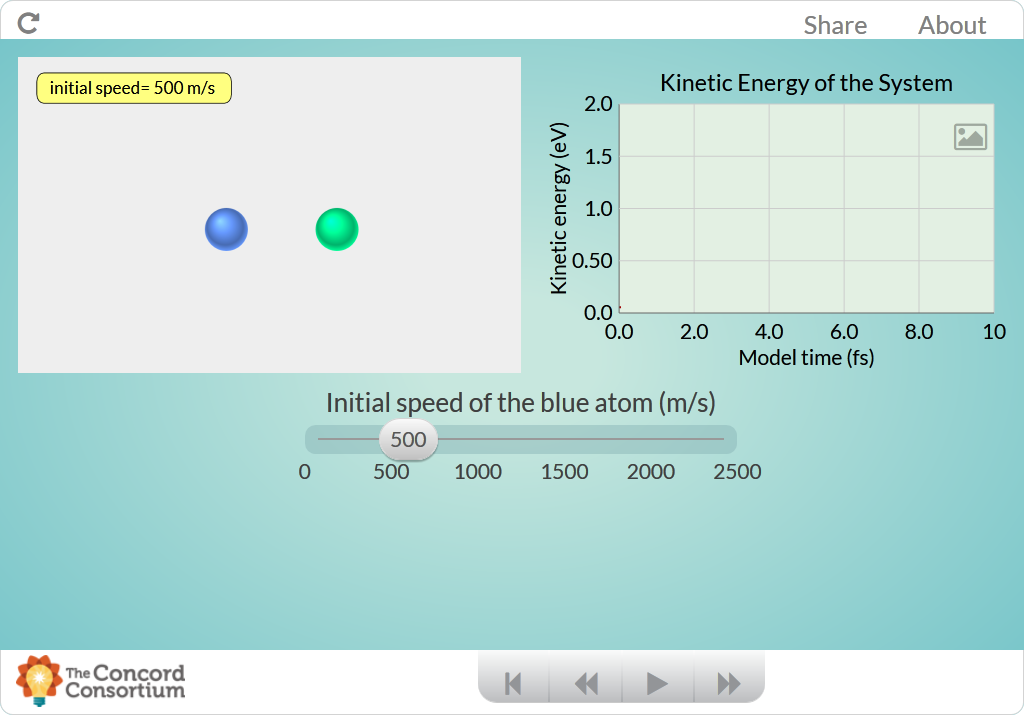 Share About
initial speed= 500 m/s
Kinetic Energy of the System
Kinetic energy (eV)
2.0
1.5
1.0
0.50
0.0
0.0 2.0 4.0 6.0 8.0 10
Model time (fs)
Initial speed of the blue atom (m/s)
500
0 500 1000 1500 2000 2500
The Concord
Consortium